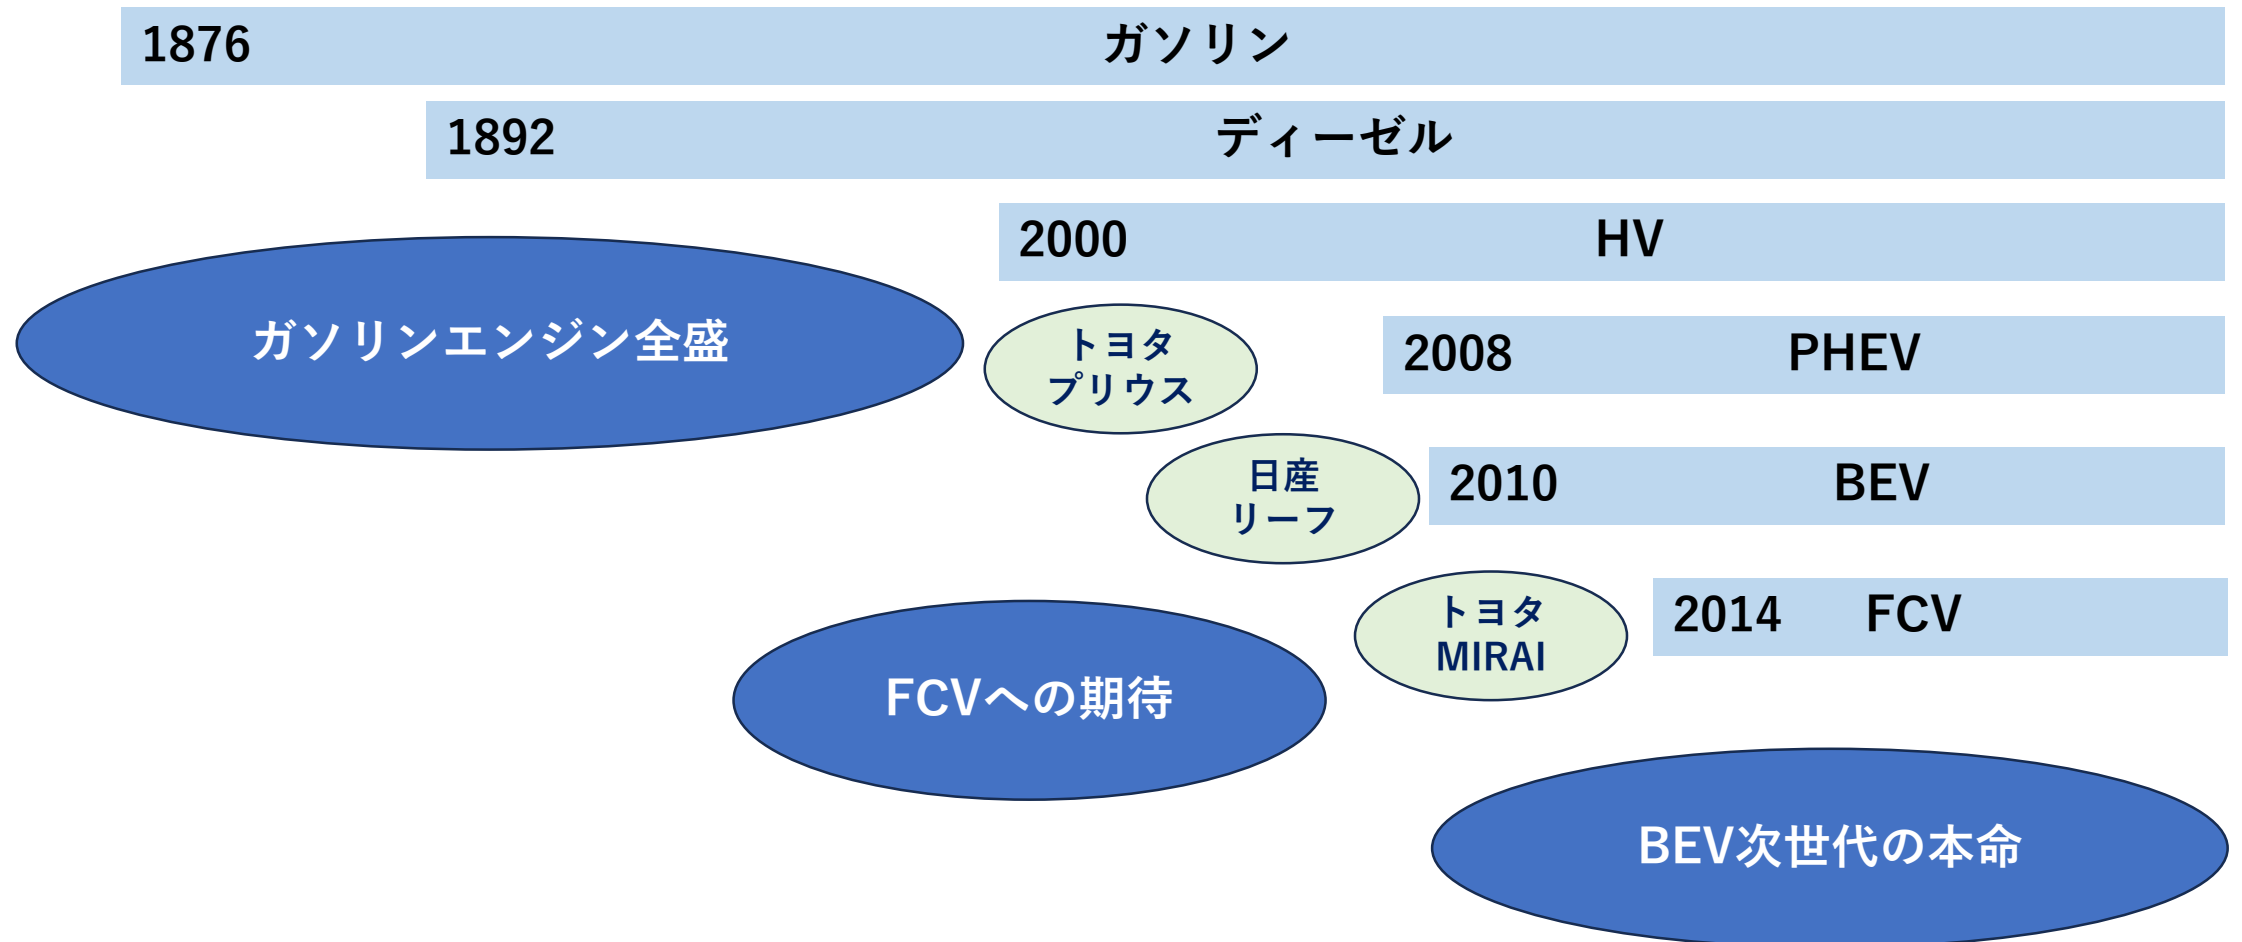 1876 ガソリン
1892 ディーゼル
2000 HV
ガソリンエンジン全盛
トヨタ
プリウス
2008 PHEV
日産
リーフ
2010 BEV
トヨタ
MIRAI
2014 FCV
FCVへの期待
BEV次世代の本命